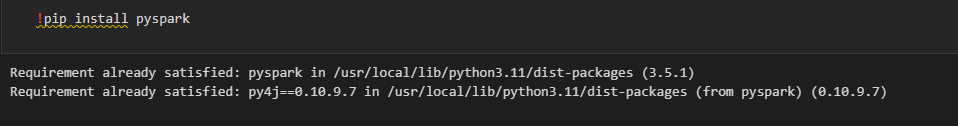 !pip install pyspark
Requirement already satisfied: pyspark in /usr/local/lib/python3.11/dist-packages (3.5.1)
Requirement already satisfied: py4j==0.10.9.7 in /usr/local/lib/python3.11/dist-packages (from pyspark) (0.10.9.7)